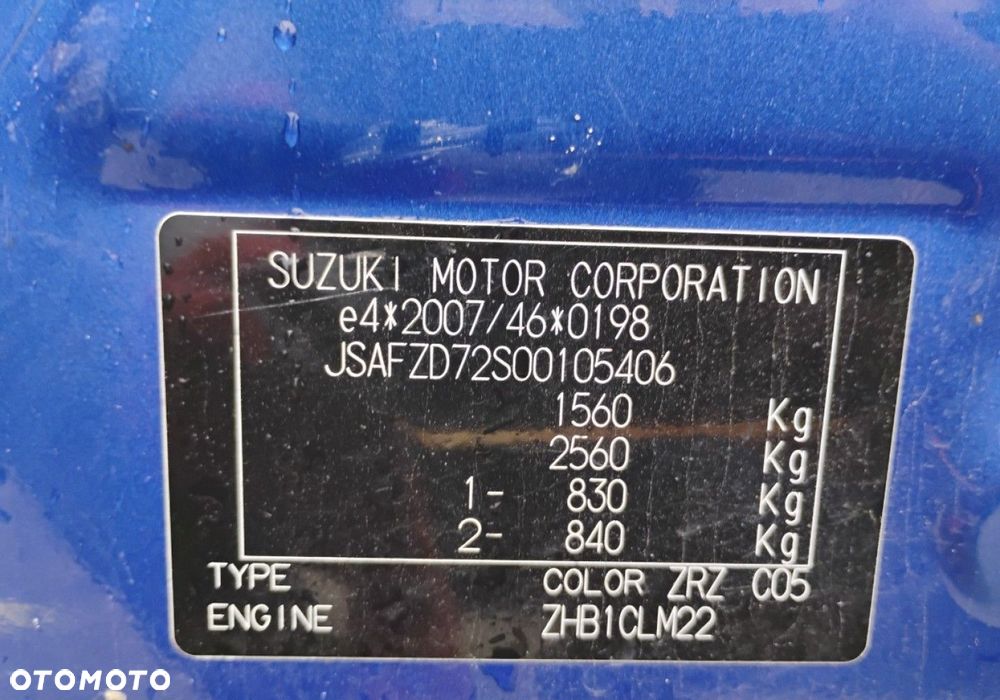 SUZUKI MOTOR CORPORATION
e4*2007/46*0198
JSAFZD72S00105406
1560 Kg
2560 Kg
1- 830 Kg
2- 840 Kg
TYPE COLOR ZRZ C05
ENGINE ZHB1CLM22
OTOMOTO